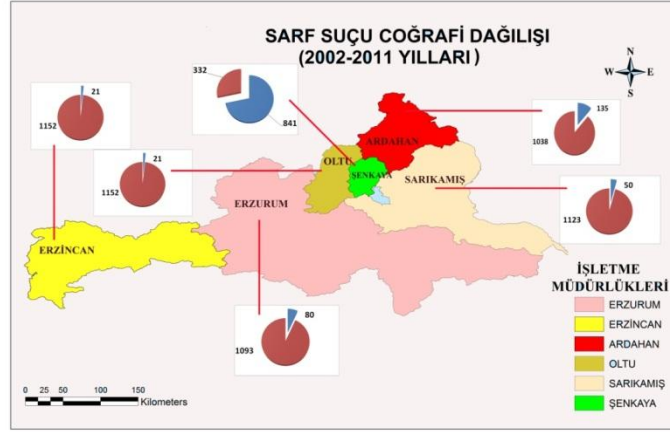 SARF SUÇU COĞRAFİ DAĞILIŞI
(2002-2011 YILLARI)
N
W E
S
332
841
21
1152
135
1038
21
1152
ARDAHAN
OLTU
ŞENKAYA
SARIKAMIŞ
50
1123
ERZURUM
ERZİNCAN
80
1093
İŞLETME
MÜDÜRLÜKLERİ
ERZURUM
ERZİNCAN
ARDAHAN
OLTU
SARIKAMIŞ
ŞENKAYA
0 25 50 100 150
Kilometers